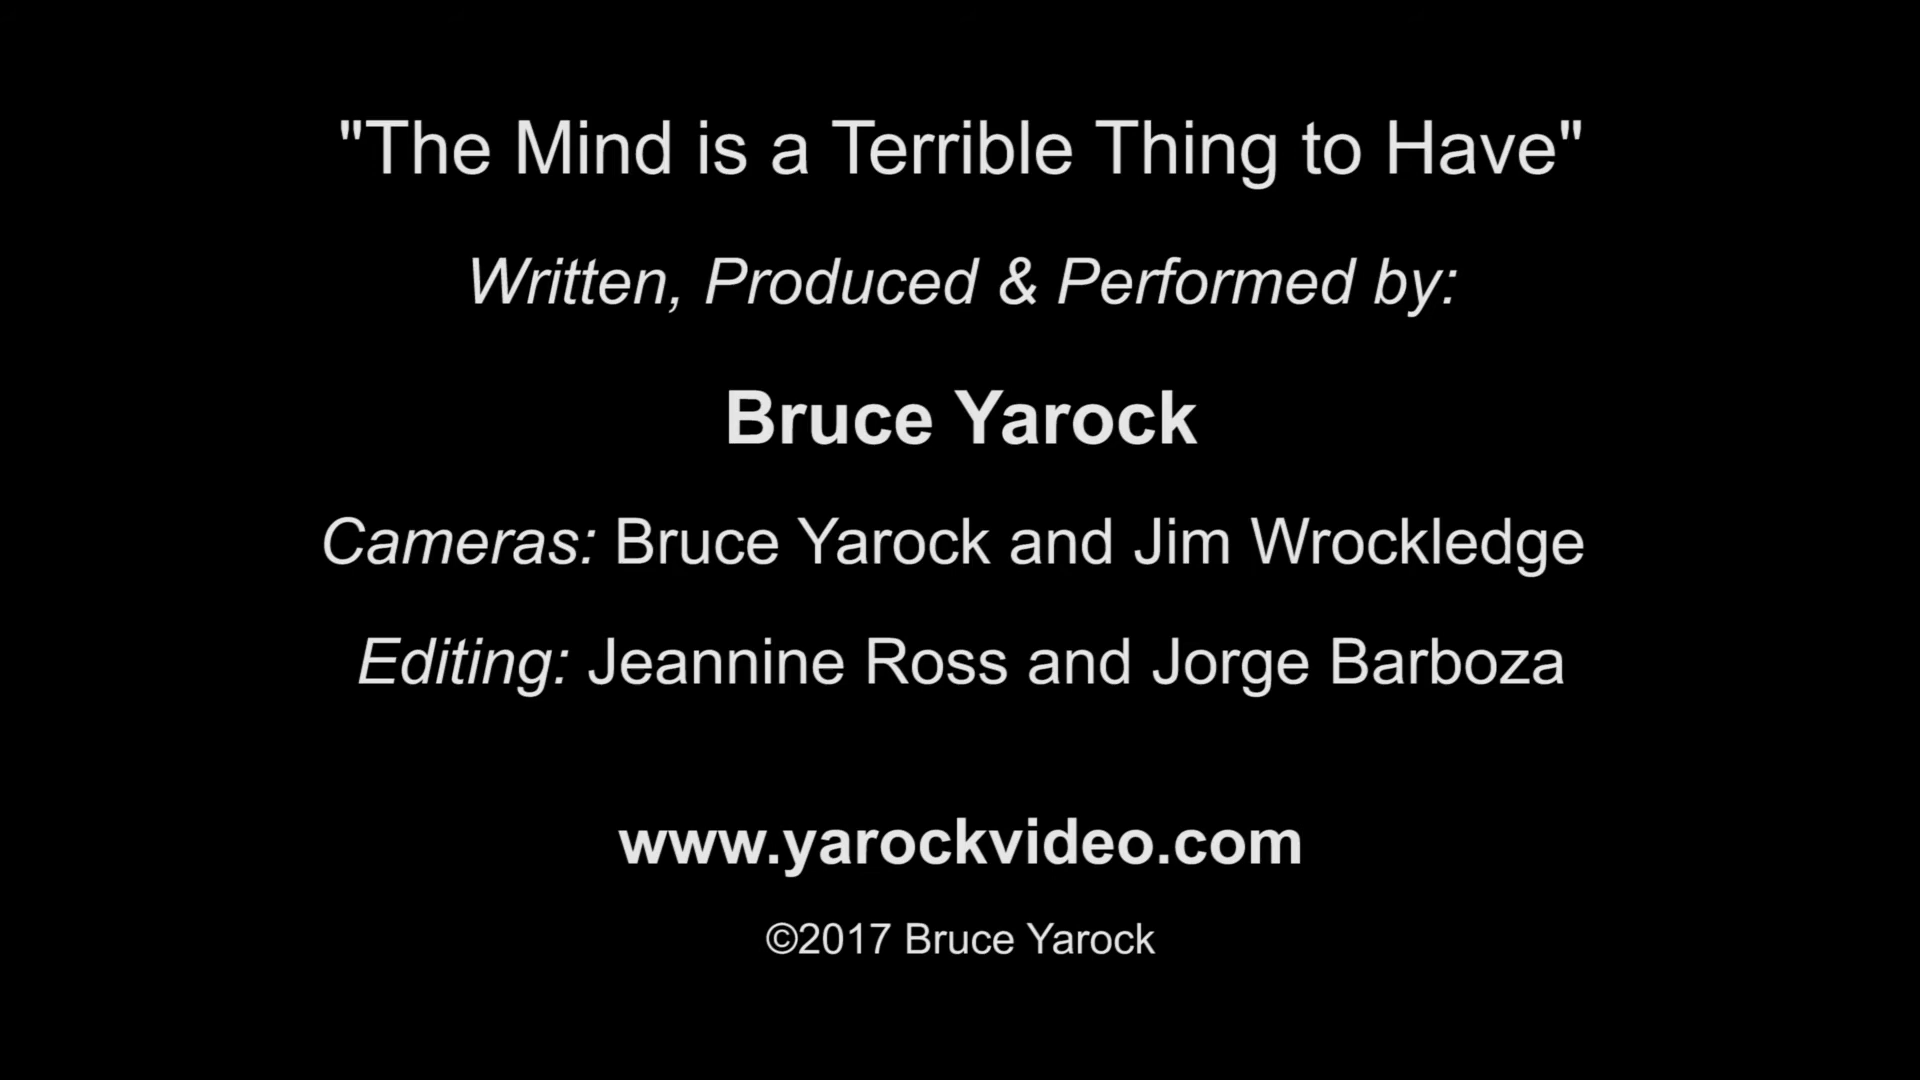 "The Mind is a Terrible Thing to Have"
Written, Produced & Performed by:
Bruce Yarock
Cameras: Bruce Yarock and Jim Wrockledge
Editing: Jeannine Ross and Jorge Barboza
www.yarockvideo.com
©2017 Bruce Yarock